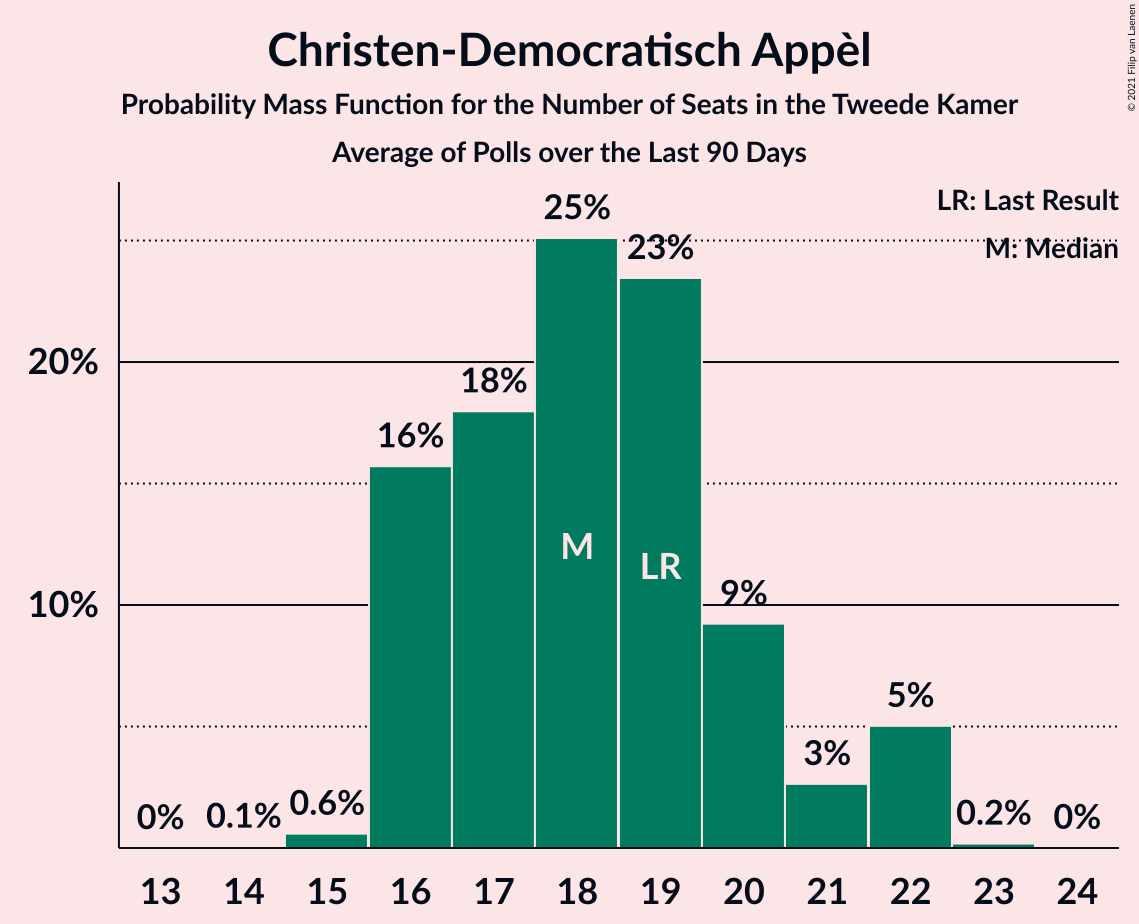 Christen-Democratisch Appèl
Probability Mass Function for the Number of Seats in the Tweede Kamer
Average of Polls over the Last 90 Days
© 2021 Filip van Laenen
LR: Last Result
M: Median
25%
23%
20%
18%
16%
M
LR
10%
9%
5%
3%
0%
0.1%
0.6%
0.2%
0%
13 14 15 16 17 18 19 20 21 22 23 24